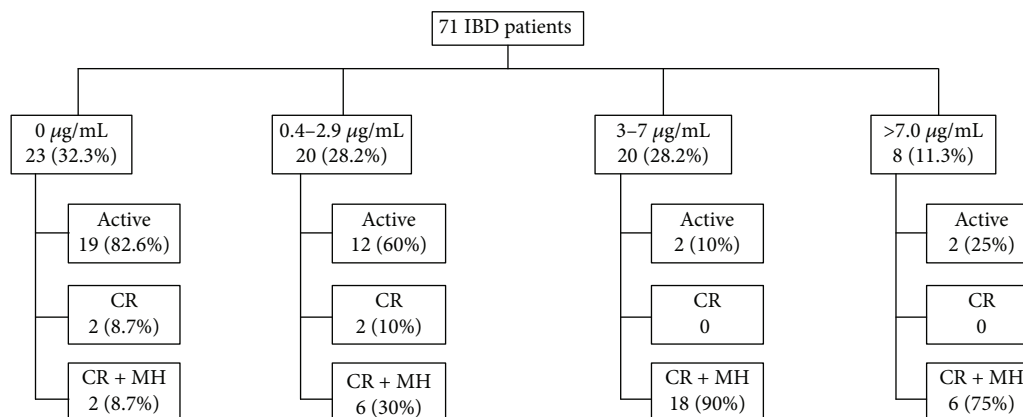 71 IBD patients
0 µg/mL
23 (32.3%)
0.4–2.9 µg/mL
20 (28.2%)
3–7 µg/mL
20 (28.2%)
>7.0 µg/mL
8 (11.3%)
Active
19 (82.6%)
Active
12 (60%)
Active
2 (10%)
Active
2 (25%)
CR
2 (8.7%)
CR
2 (10%)
CR
0
CR
0
CR + MH
2 (8.7%)
CR + MH
6 (30%)
CR + MH
18 (90%)
CR + MH
6 (75%)